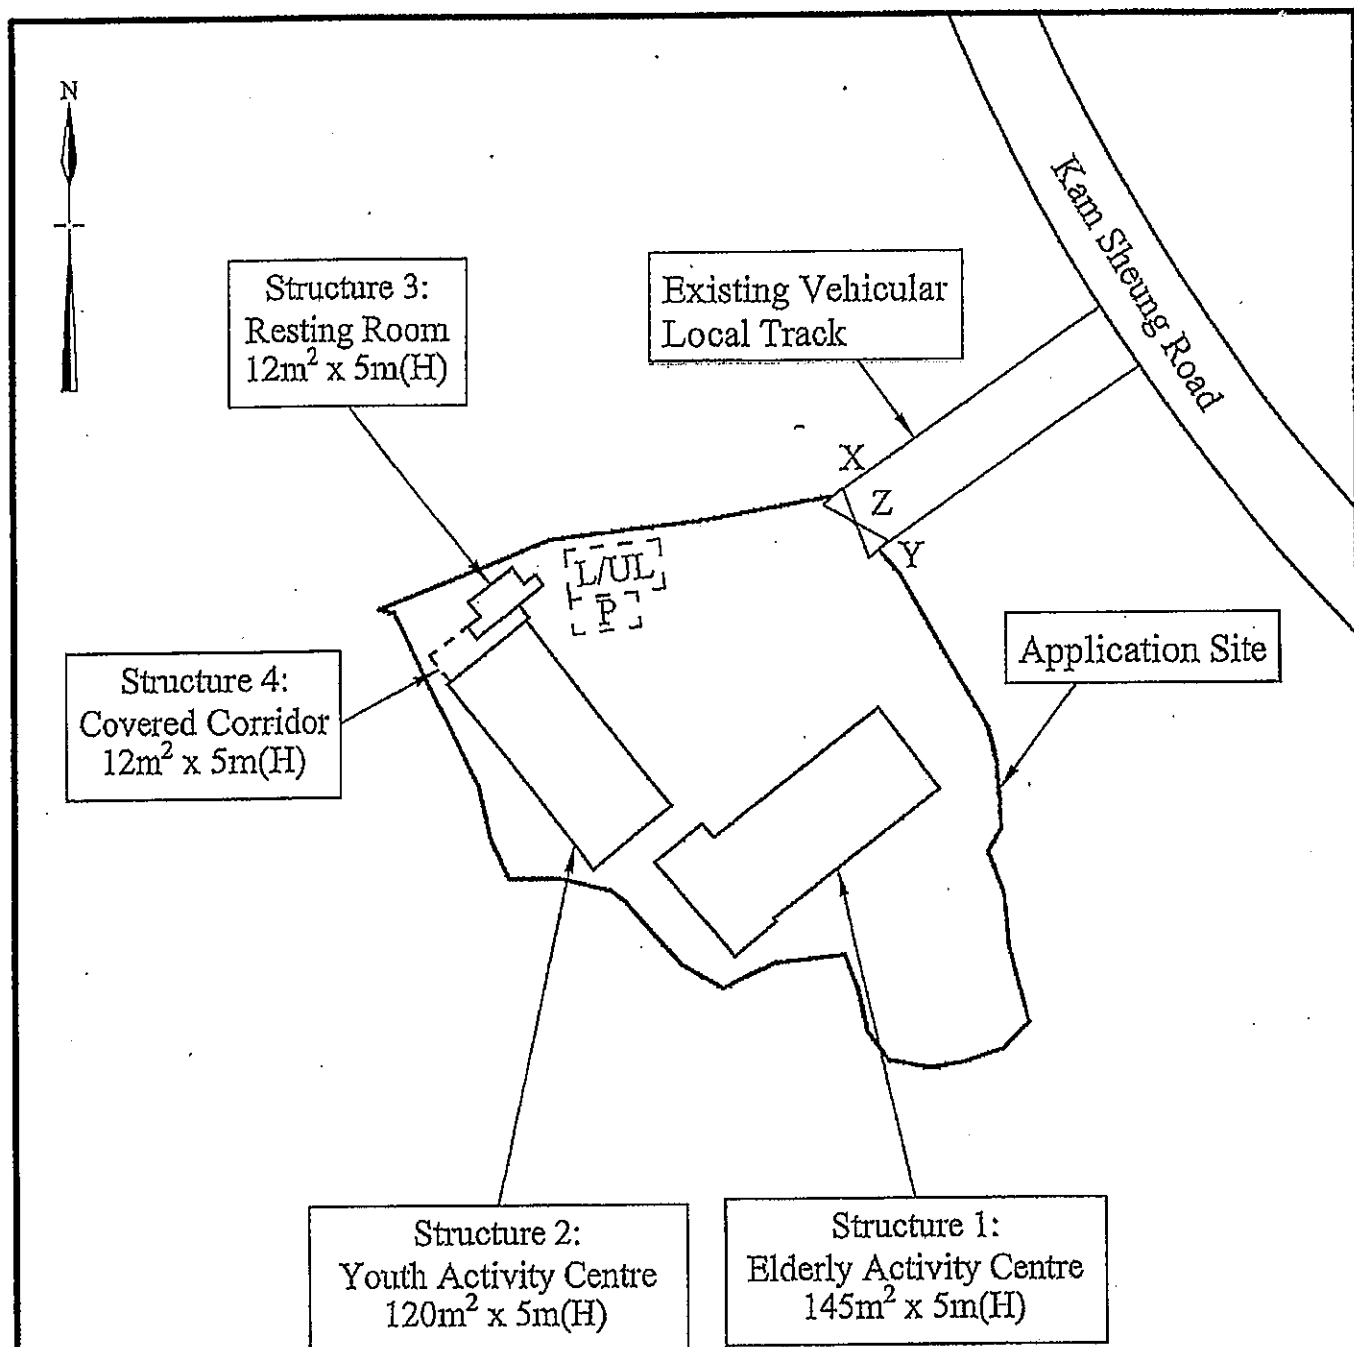 N
Kam Sheung Road
Structure 3:
Resting Room
12m² x 5m(H)
Existing Vehicular
Local Track
X
Z
Y
L/UL
P
Application Site
Structure 4:
Covered Corridor
12m² x 5m(H)
Structure 2:
Youth Activity Centre
120m² x 5m(H)
Structure 1:
Elderly Activity Centre
145m² x 5m(H)